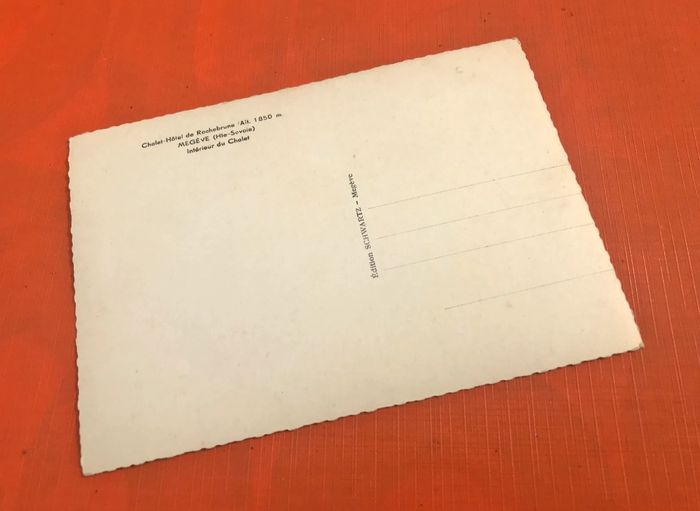 Chalet-Hôtel de Rochebrune (Alt. 1850 m
MEGÈVE (Hte-Savoie)
Intérieur du Chalet
Édition SCHWARTZ - Megève